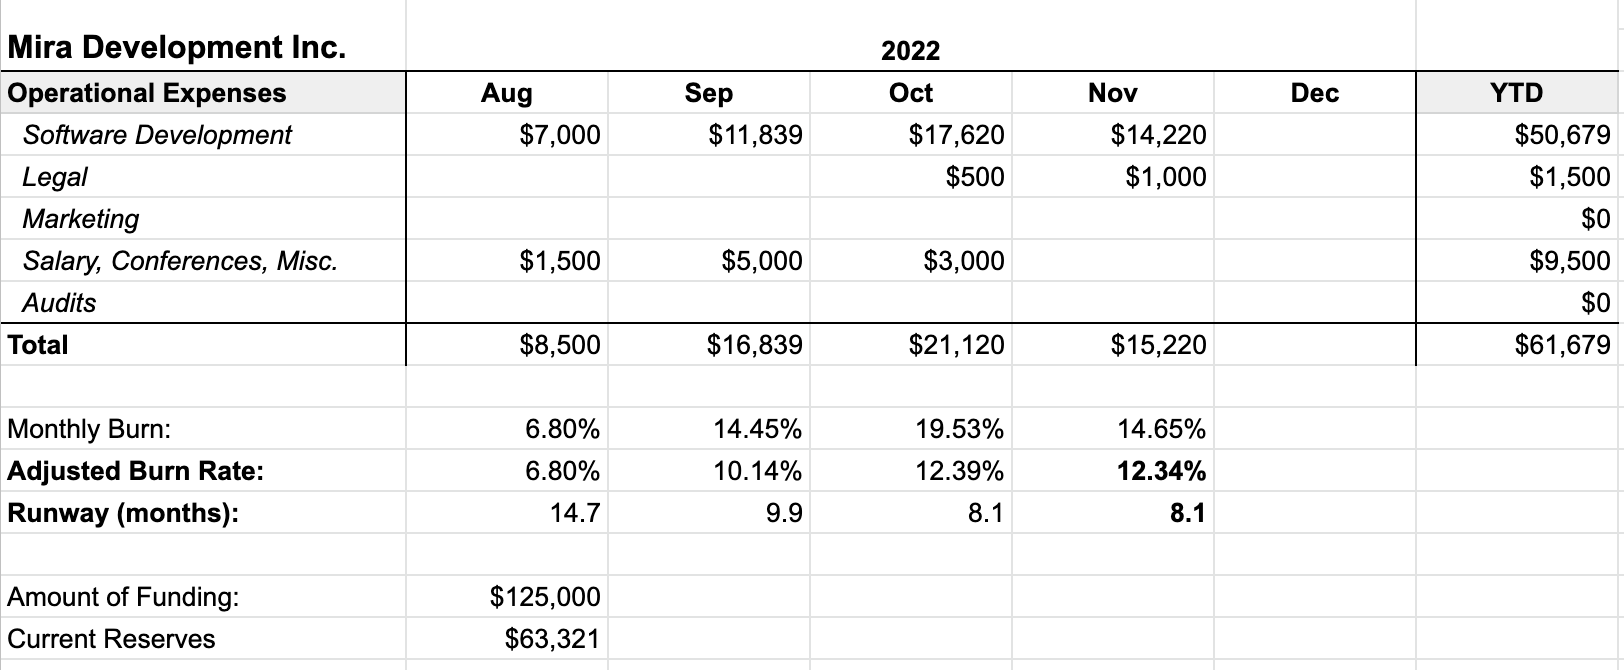 Mira Development Inc. 2022
Operational Expenses Aug Sep Oct Nov Dec YTD
Software Development $7,000 $11,839 $17,620 $14,220 $50,679
Legal $500 $1,000 $1,500
Marketing $0
Salary, Conferences, Misc. $1,500 $5,000 $3,000 $9,500
Audits $0
Total $8,500 $16,839 $21,120 $15,220 $61,679
Monthly Burn: 6.80% 14.45% 19.53% 14.65%
Adjusted Burn Rate: 6.80% 10.14% 12.39% 12.34%
Runway (months): 14.7 9.9 8.1 8.1
Amount of Funding: $125,000
Current Reserves $63,321